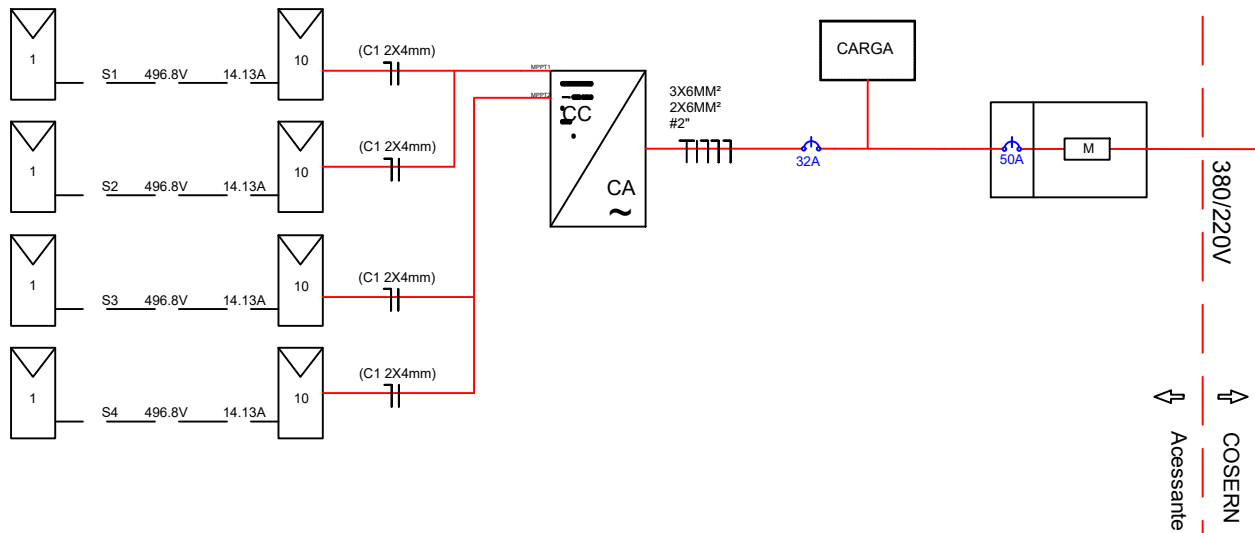 1
S1 496.8V 14.13A
10
(C1 2X4mm)
MPPT1
MPPT2
1
S2 496.8V 14.13A
10
(C1 2X4mm)
1
S3 496.8V 14.13A
10
(C1 2X4mm)
1
S4 496.8V 14.13A
10
(C1 2X4mm)
CC
CA
~
3X6MM²
2X6MM²
#2"
32A
CARGA
50A
M
380/220V
Acessante
COSERN